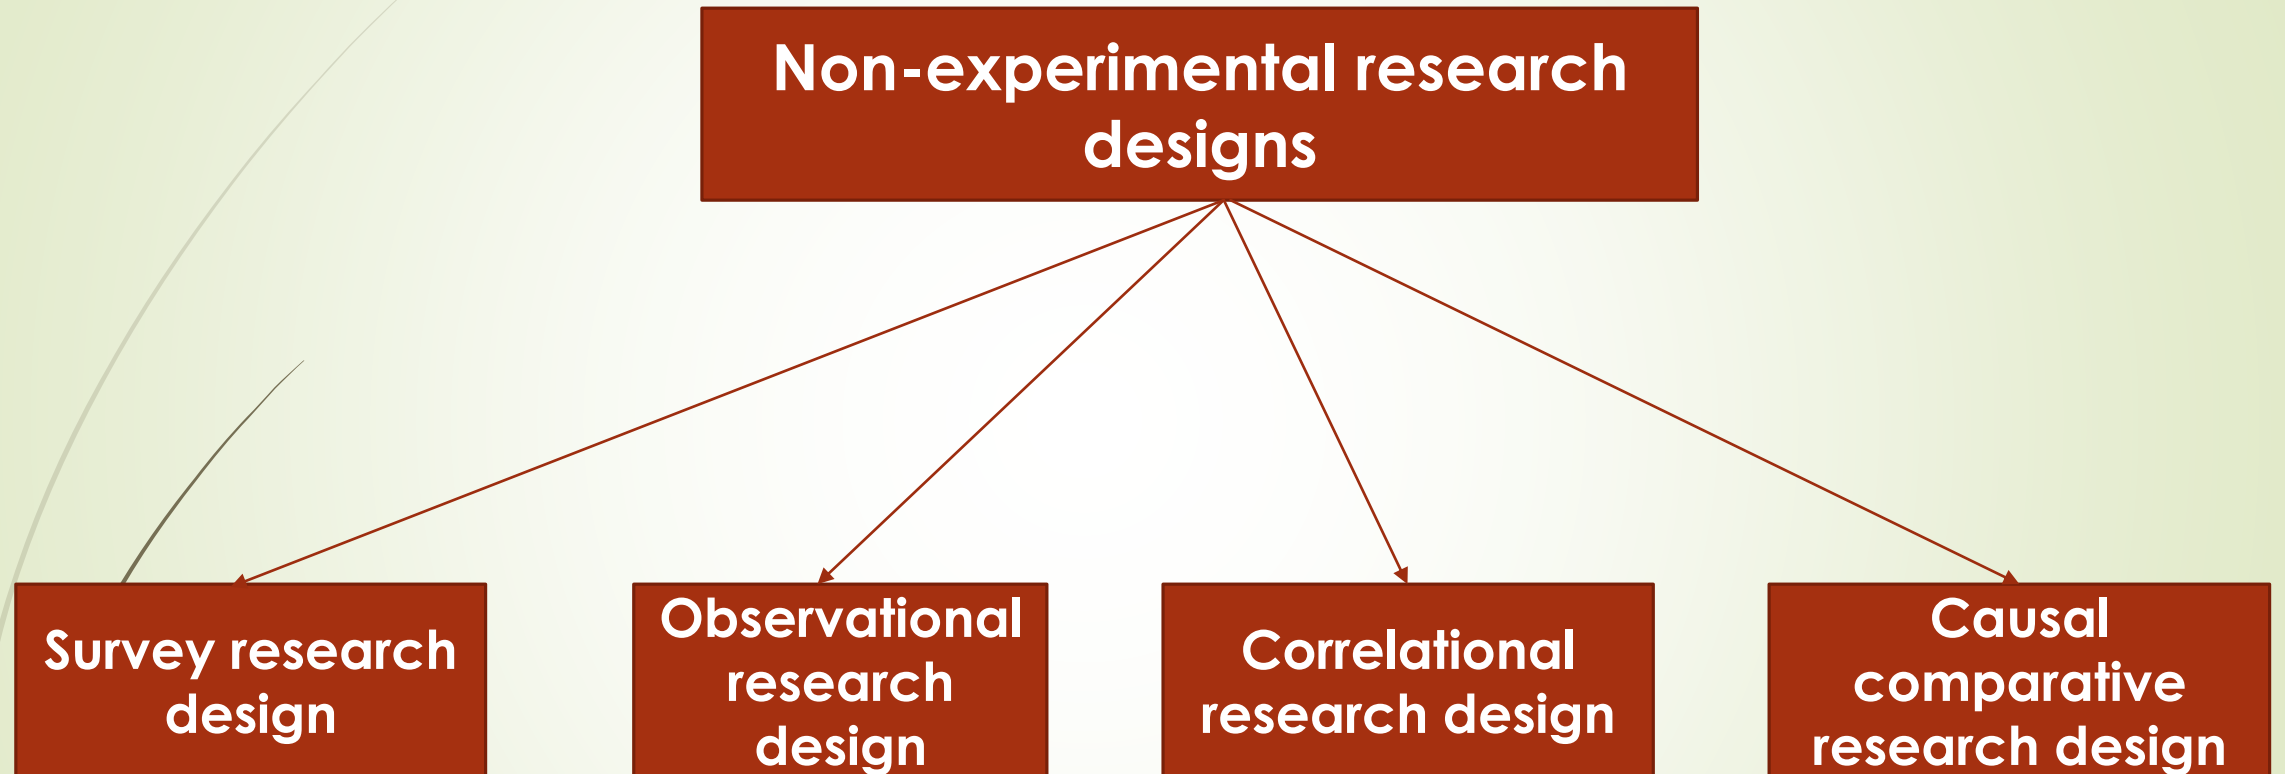 Non-experimental research
designs
Survey research
design
Observational
research
design
Correlational
research design
Causal
comparative
research design